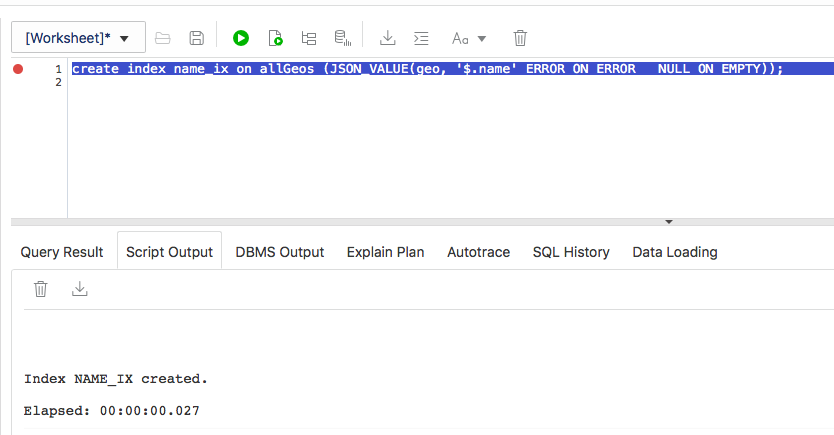 [Worksheet]*
Aa
1 create index name_ix on allGeos (JSON_VALUE(geo, '$.name' ERROR ON ERROR   NULL ON EMPTY));
2
Query Result Script Output DBMS Output Explain Plan Autotrace SQL History Data Loading
Index NAME_IX created.
Elapsed: 00:00:00.027